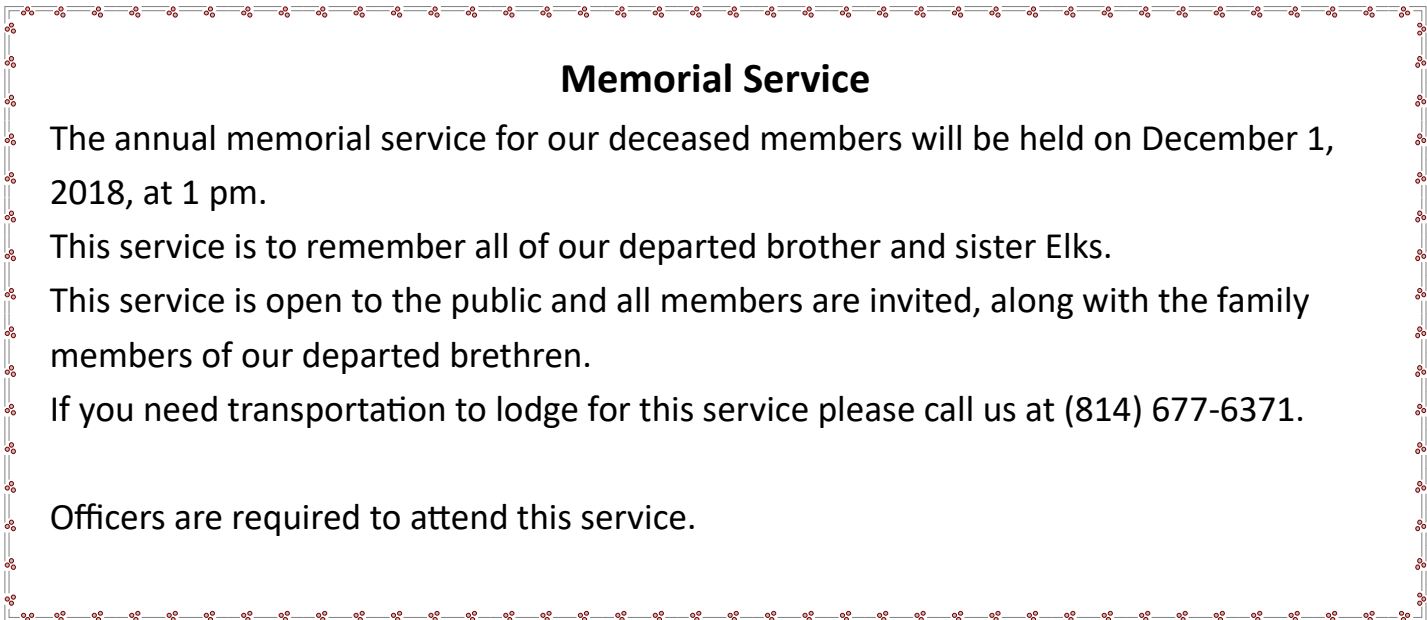 Memorial Service
The annual memorial service for our deceased members will be held on December 1,
2018, at 1 pm.
This service is to remember all of our departed brother and sister Elks.
This service is open to the public and all members are invited, along with the family
members of our departed brethren.
If you need transportation to lodge for this service please call us at (814) 677-6371.
Officers are required to attend this service.